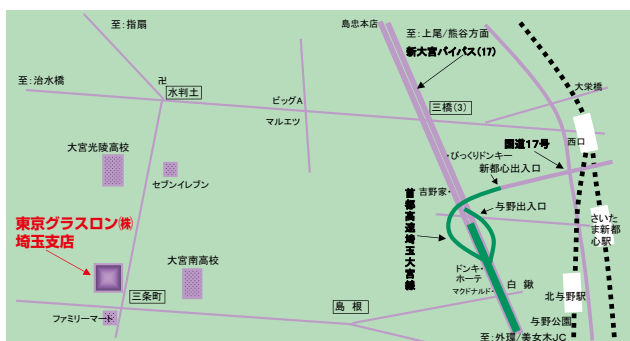 至:指扇
島忠本店
至:上尾/熊谷方面
新大宮バイパス(17)
至:治水橋
卍
水判土
ビッグA
マルエツ
三橋(3)
大栄橋
国道17号
西口
大宮光陵高校
セブンイレブン
・びっくりドンキー
新都心出入口
吉野家・
首都高速埼玉大宮線
与野出入口
さいたま新都心駅
東京グラスロン㈱
埼玉支店
大宮南高校
ドンキ・
ホーテ
マクドナルド・
白鍬
三条町
島根
北与野駅
ファミリーマート
与野公園
至:外環/美女木JC